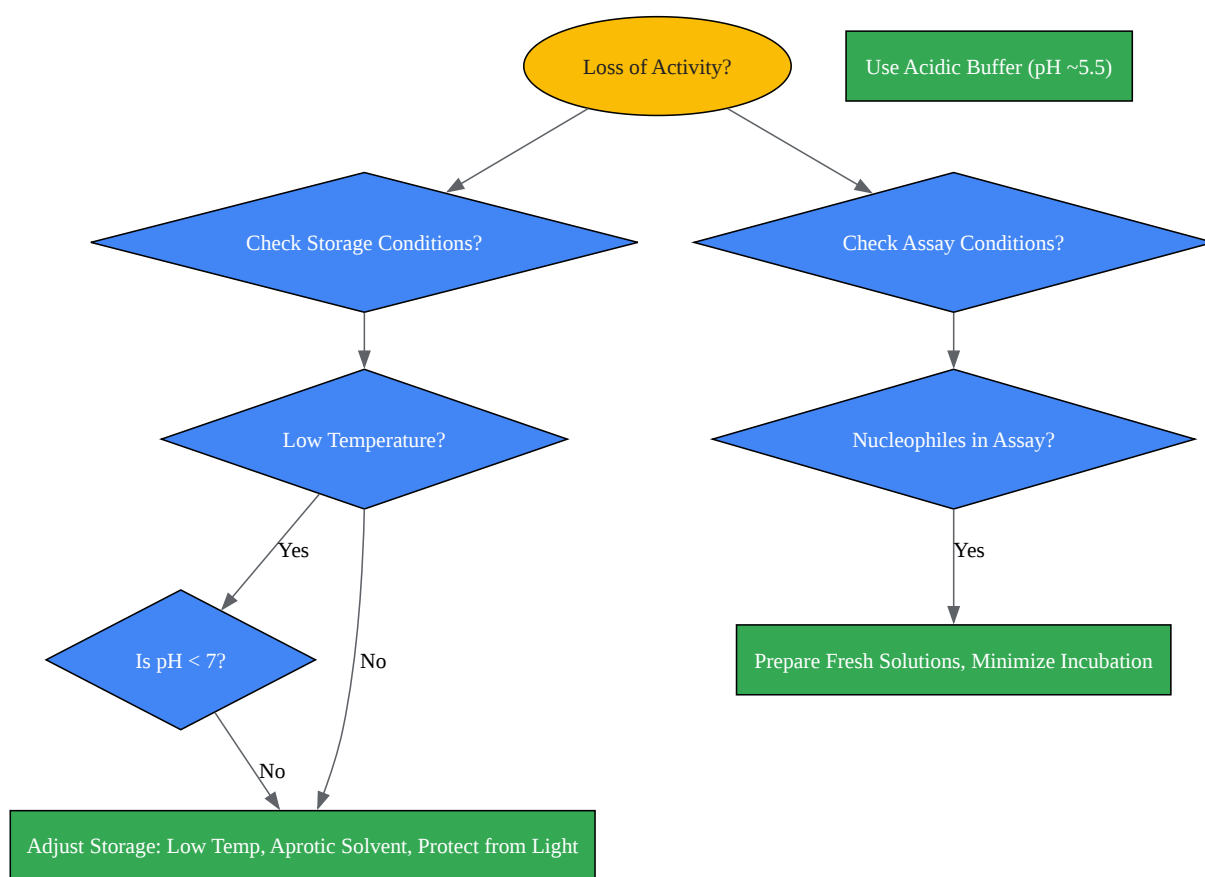 Loss of Activity?
Use Acidic Buffer (pH ~5.5)
Check Storage Conditions?
Check Assay Conditions?
Low Temperature?
Nucleophiles in Assay?
Yes
Yes
Is pH < 7?
No
Prepare Fresh Solutions, Minimize Incubation
No
Adjust Storage: Low Temp, Aprotic Solvent, Protect from Light